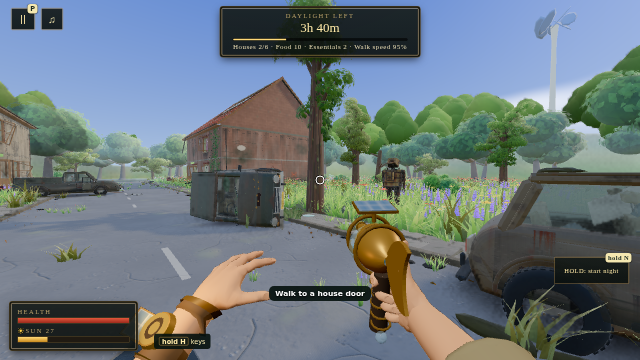 P
DAYLIGHT LEFT
3h 40m
Houses 2/6 · Food 10 · Essentials 2 · Walk speed 95%
hold N
HOLD: start night
Walk to a house door
HEALTH
SUN 27
hold H keys